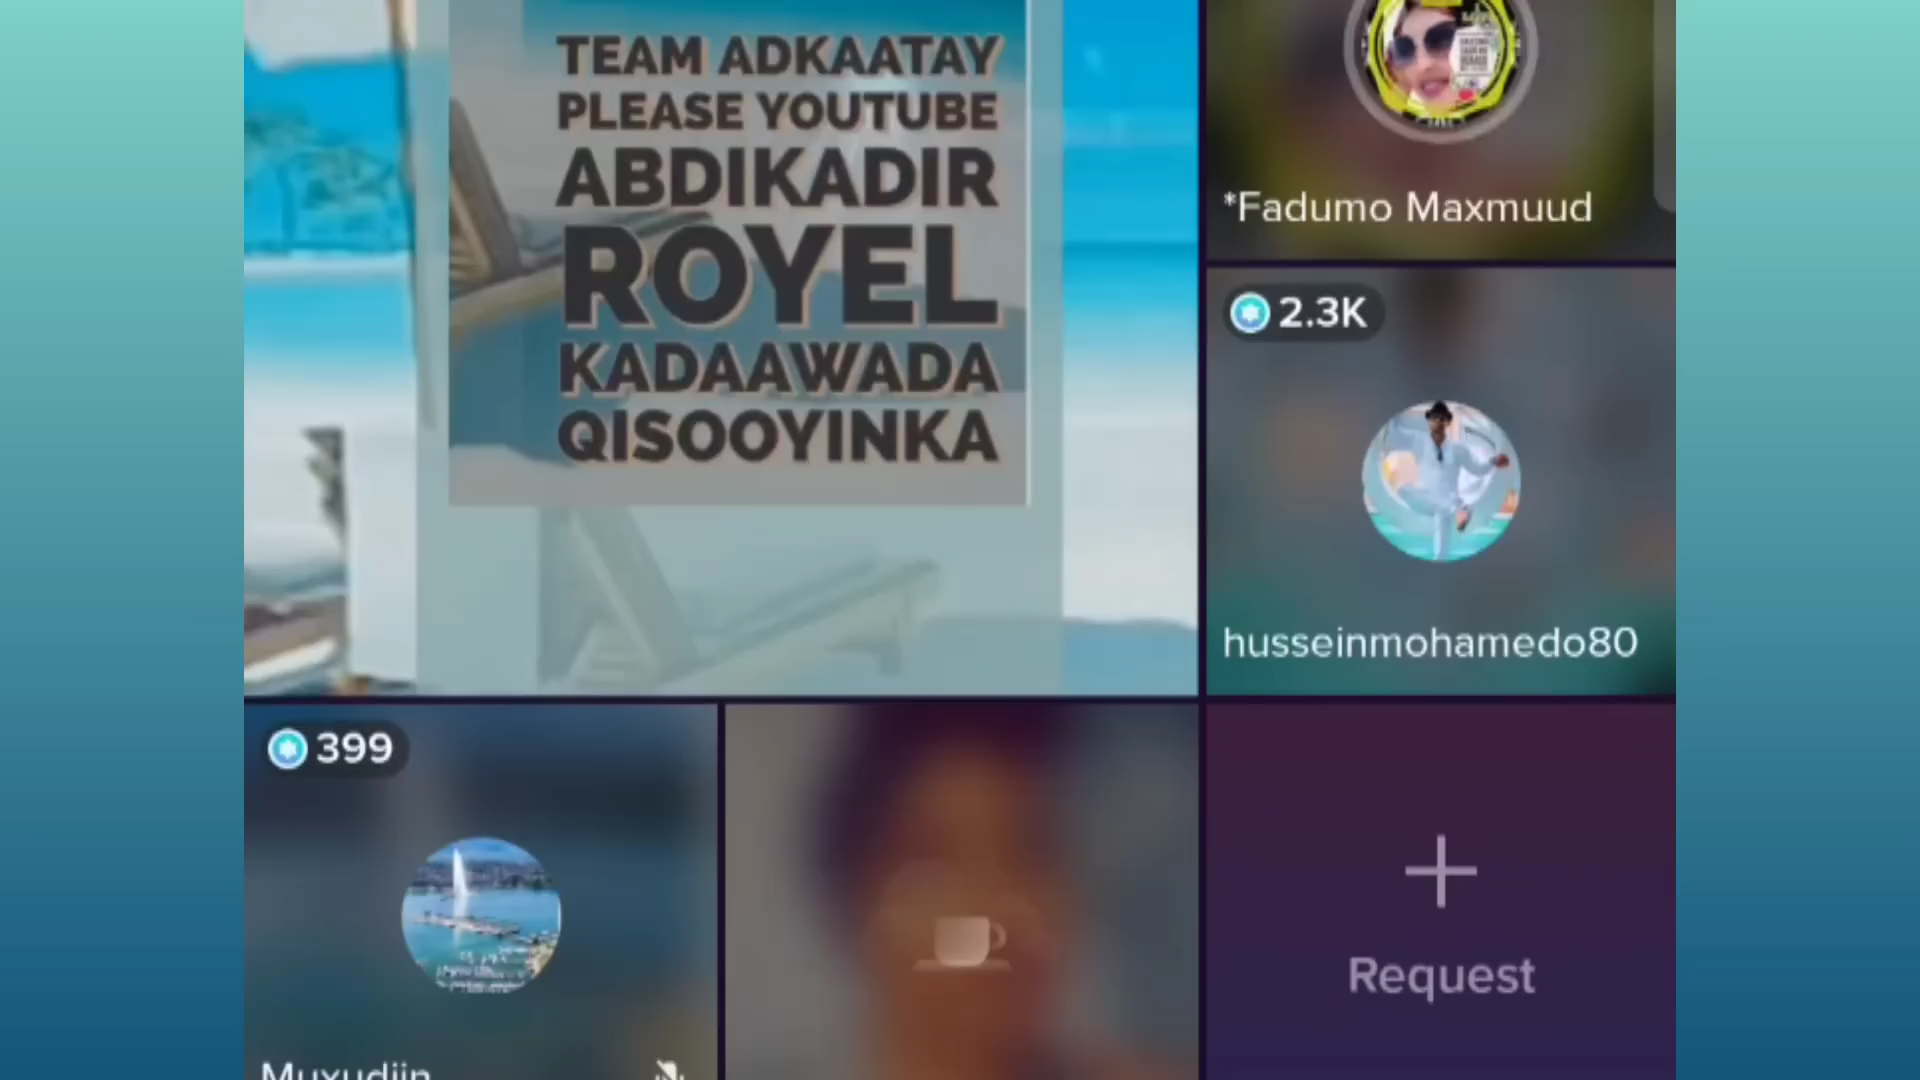 TEAM ADKAATAY
PLEASE YOUTUBE
ABDIKADIR
ROYEL
KADAAWADA
QISOOYINKA
*Fadumo Maxmuud
2.3K
husseinmohamedo80
399
Muxudiin
Request